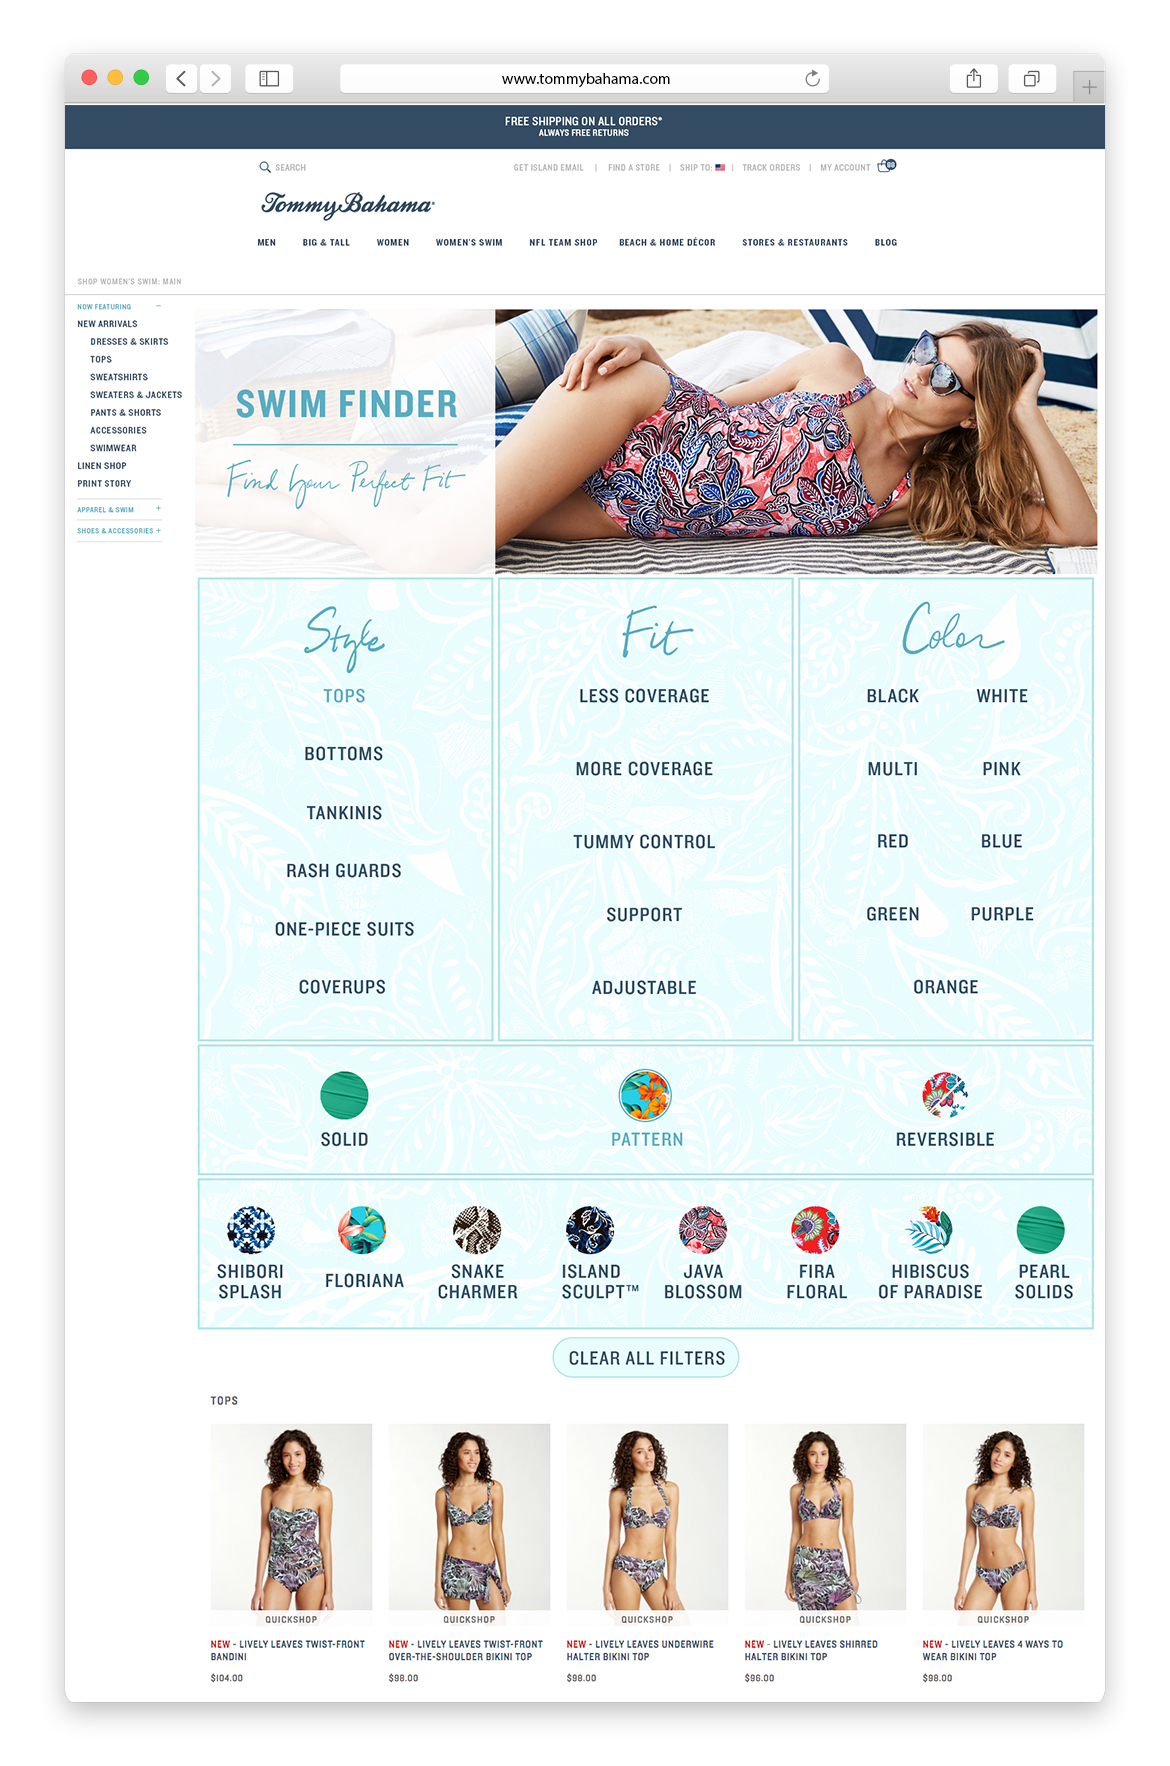 www.tommybahama.com
FREE SHIPPING ON ALL ORDERS*
ALWAYS FREE RETURNS
SEARCH
GET ISLAND EMAIL | FIND A STORE | SHIP TO: | TRACK ORDERS | MY ACCOUNT
Tommy Bahama
MEN BIG & TALL WOMEN WOMEN'S SWIM NFL TEAM SHOP BEACH & HOME DÉCOR STORES & RESTAURANTS BLOG
SHOP WOMEN'S SWIM: MAIN
NOW FEATURING –
NEW ARRIVALS
DRESSES & SKIRTS
TOPS
SWEATSHIRTS
SWEATERS & JACKETS
PANTS & SHORTS
ACCESSORIES
SWIMWEAR
LINEN SHOP
PRINT STORY
APPAREL & SWIM +
SHOES & ACCESSORIES +
SWIM FINDER
Find Your Perfect Fit
Style
TOPS
BOTTOMS
TANKINIS
RASH GUARDS
ONE-PIECE SUITS
COVERUPS
Fit
LESS COVERAGE
MORE COVERAGE
TUMMY CONTROL
SUPPORT
ADJUSTABLE
Color
BLACK WHITE
MULTI PINK
RED BLUE
GREEN PURPLE
ORANGE
SOLID
PATTERN
REVERSIBLE
SHIBORI
SPLASH
FLORIANA
SNAKE
CHARMER
ISLAND
SCULPT™
JAVA
BLOSSOM
FIRA
FLORAL
HIBISCUS
OF PARADISE
PEARL
SOLIDS
CLEAR ALL FILTERS
TOPS
QUICKSHOP
NEW - LIVELY LEAVES TWIST-FRONT
BANDINI
$104.00
QUICKSHOP
NEW - LIVELY LEAVES TWIST-FRONT
OVER-THE-SHOULDER BIKINI TOP
$98.00
QUICKSHOP
NEW - LIVELY LEAVES UNDERWIRE
HALTER BIKINI TOP
$98.00
QUICKSHOP
NEW - LIVELY LEAVES SHIRRED
HALTER BIKINI TOP
$96.00
QUICKSHOP
NEW - LIVELY LEAVES 4 WAYS TO
WEAR BIKINI TOP
$98.00